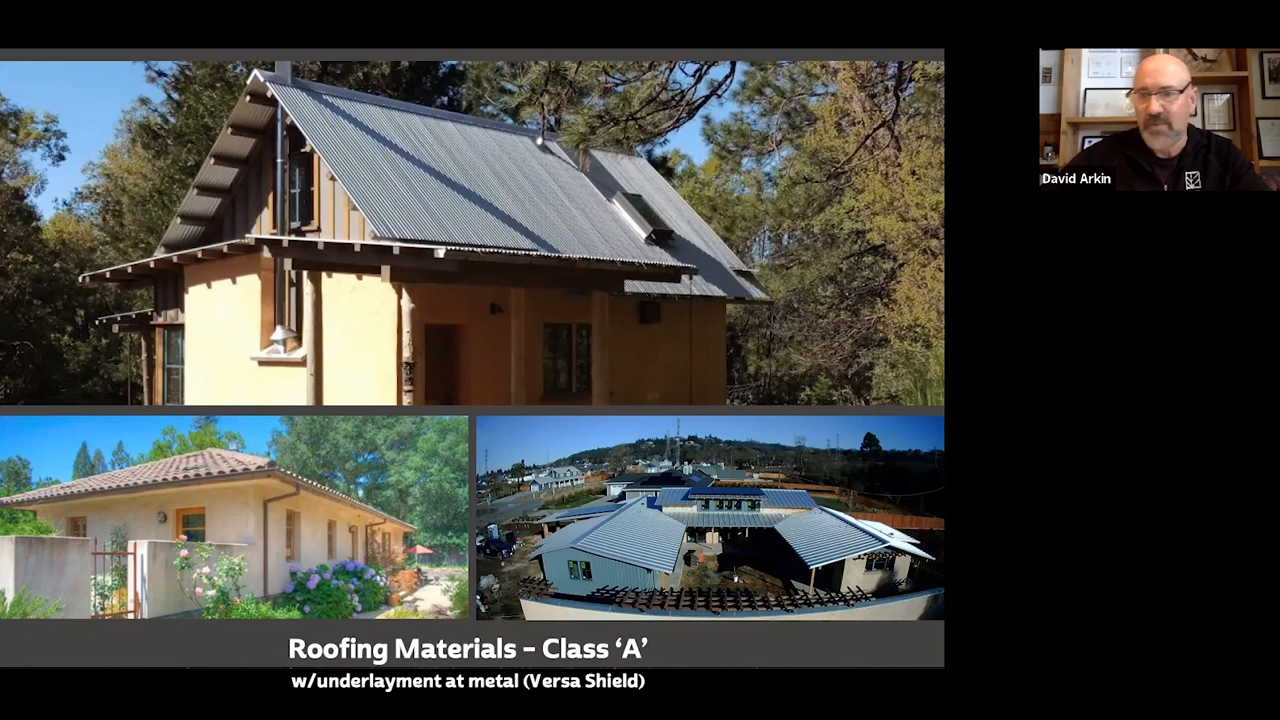 David Arkin
Roofing Materials – Class ‘A’
w/underlayment at metal (Versa Shield)